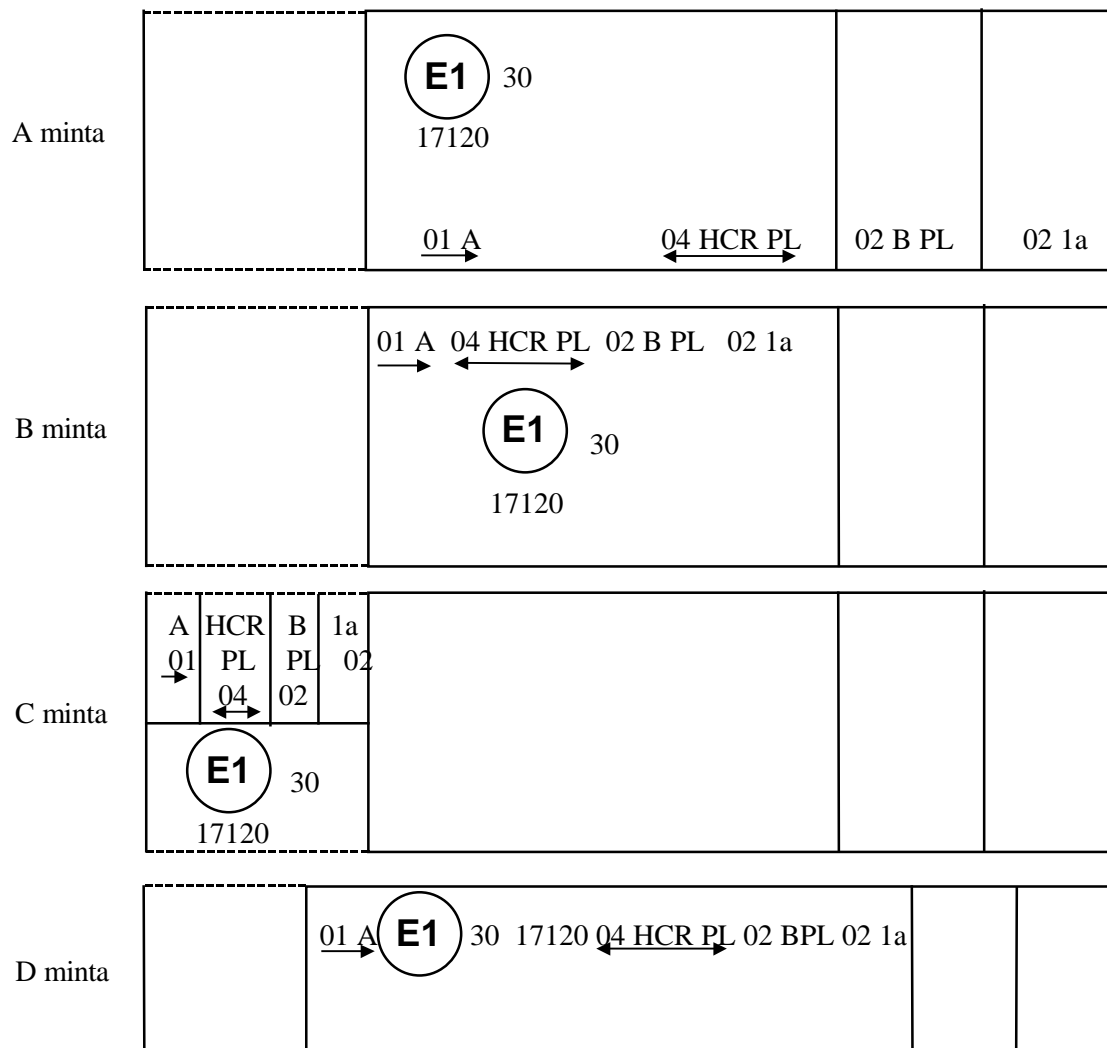 E1 30
A minta
17120
01 A 04 HCR PL 02 B PL 02 1a
01 A 04 HCR PL 02 B PL 02 1a
B minta
E1 30
17120
A HCR B 1a
01 PL PL 02
04 02
C minta
E1 30
17120
01 A E1 30 17120 04 HCR PL 02 BPL 02 1a
D minta